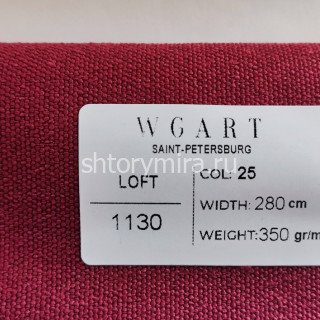 WGART
SAINT-PETERSBURG
shtorymira.ru
LOFT
1130
COL: 25
WIDTH: 280 cm
WEIGHT: 350 gr/m